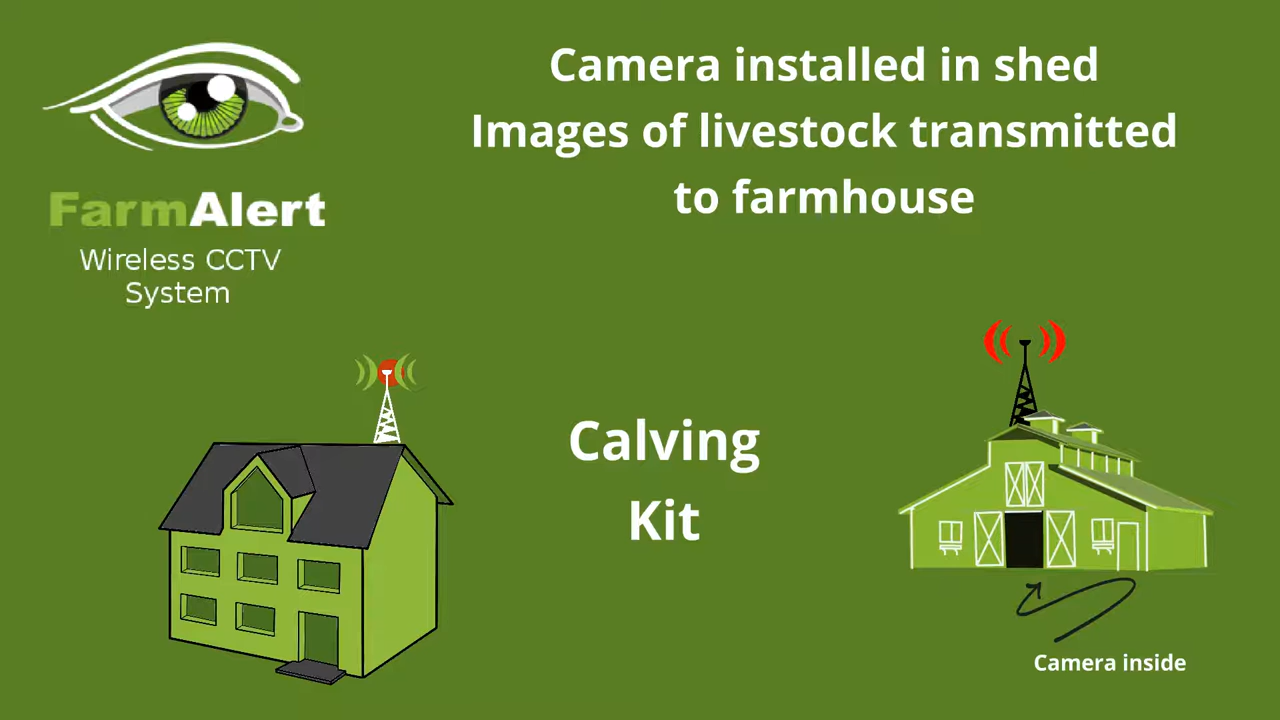 Camera installed in shed
Images of livestock transmitted
to farmhouse
FarmAlert
Wireless CCTV
System
Calving
Kit
Camera inside